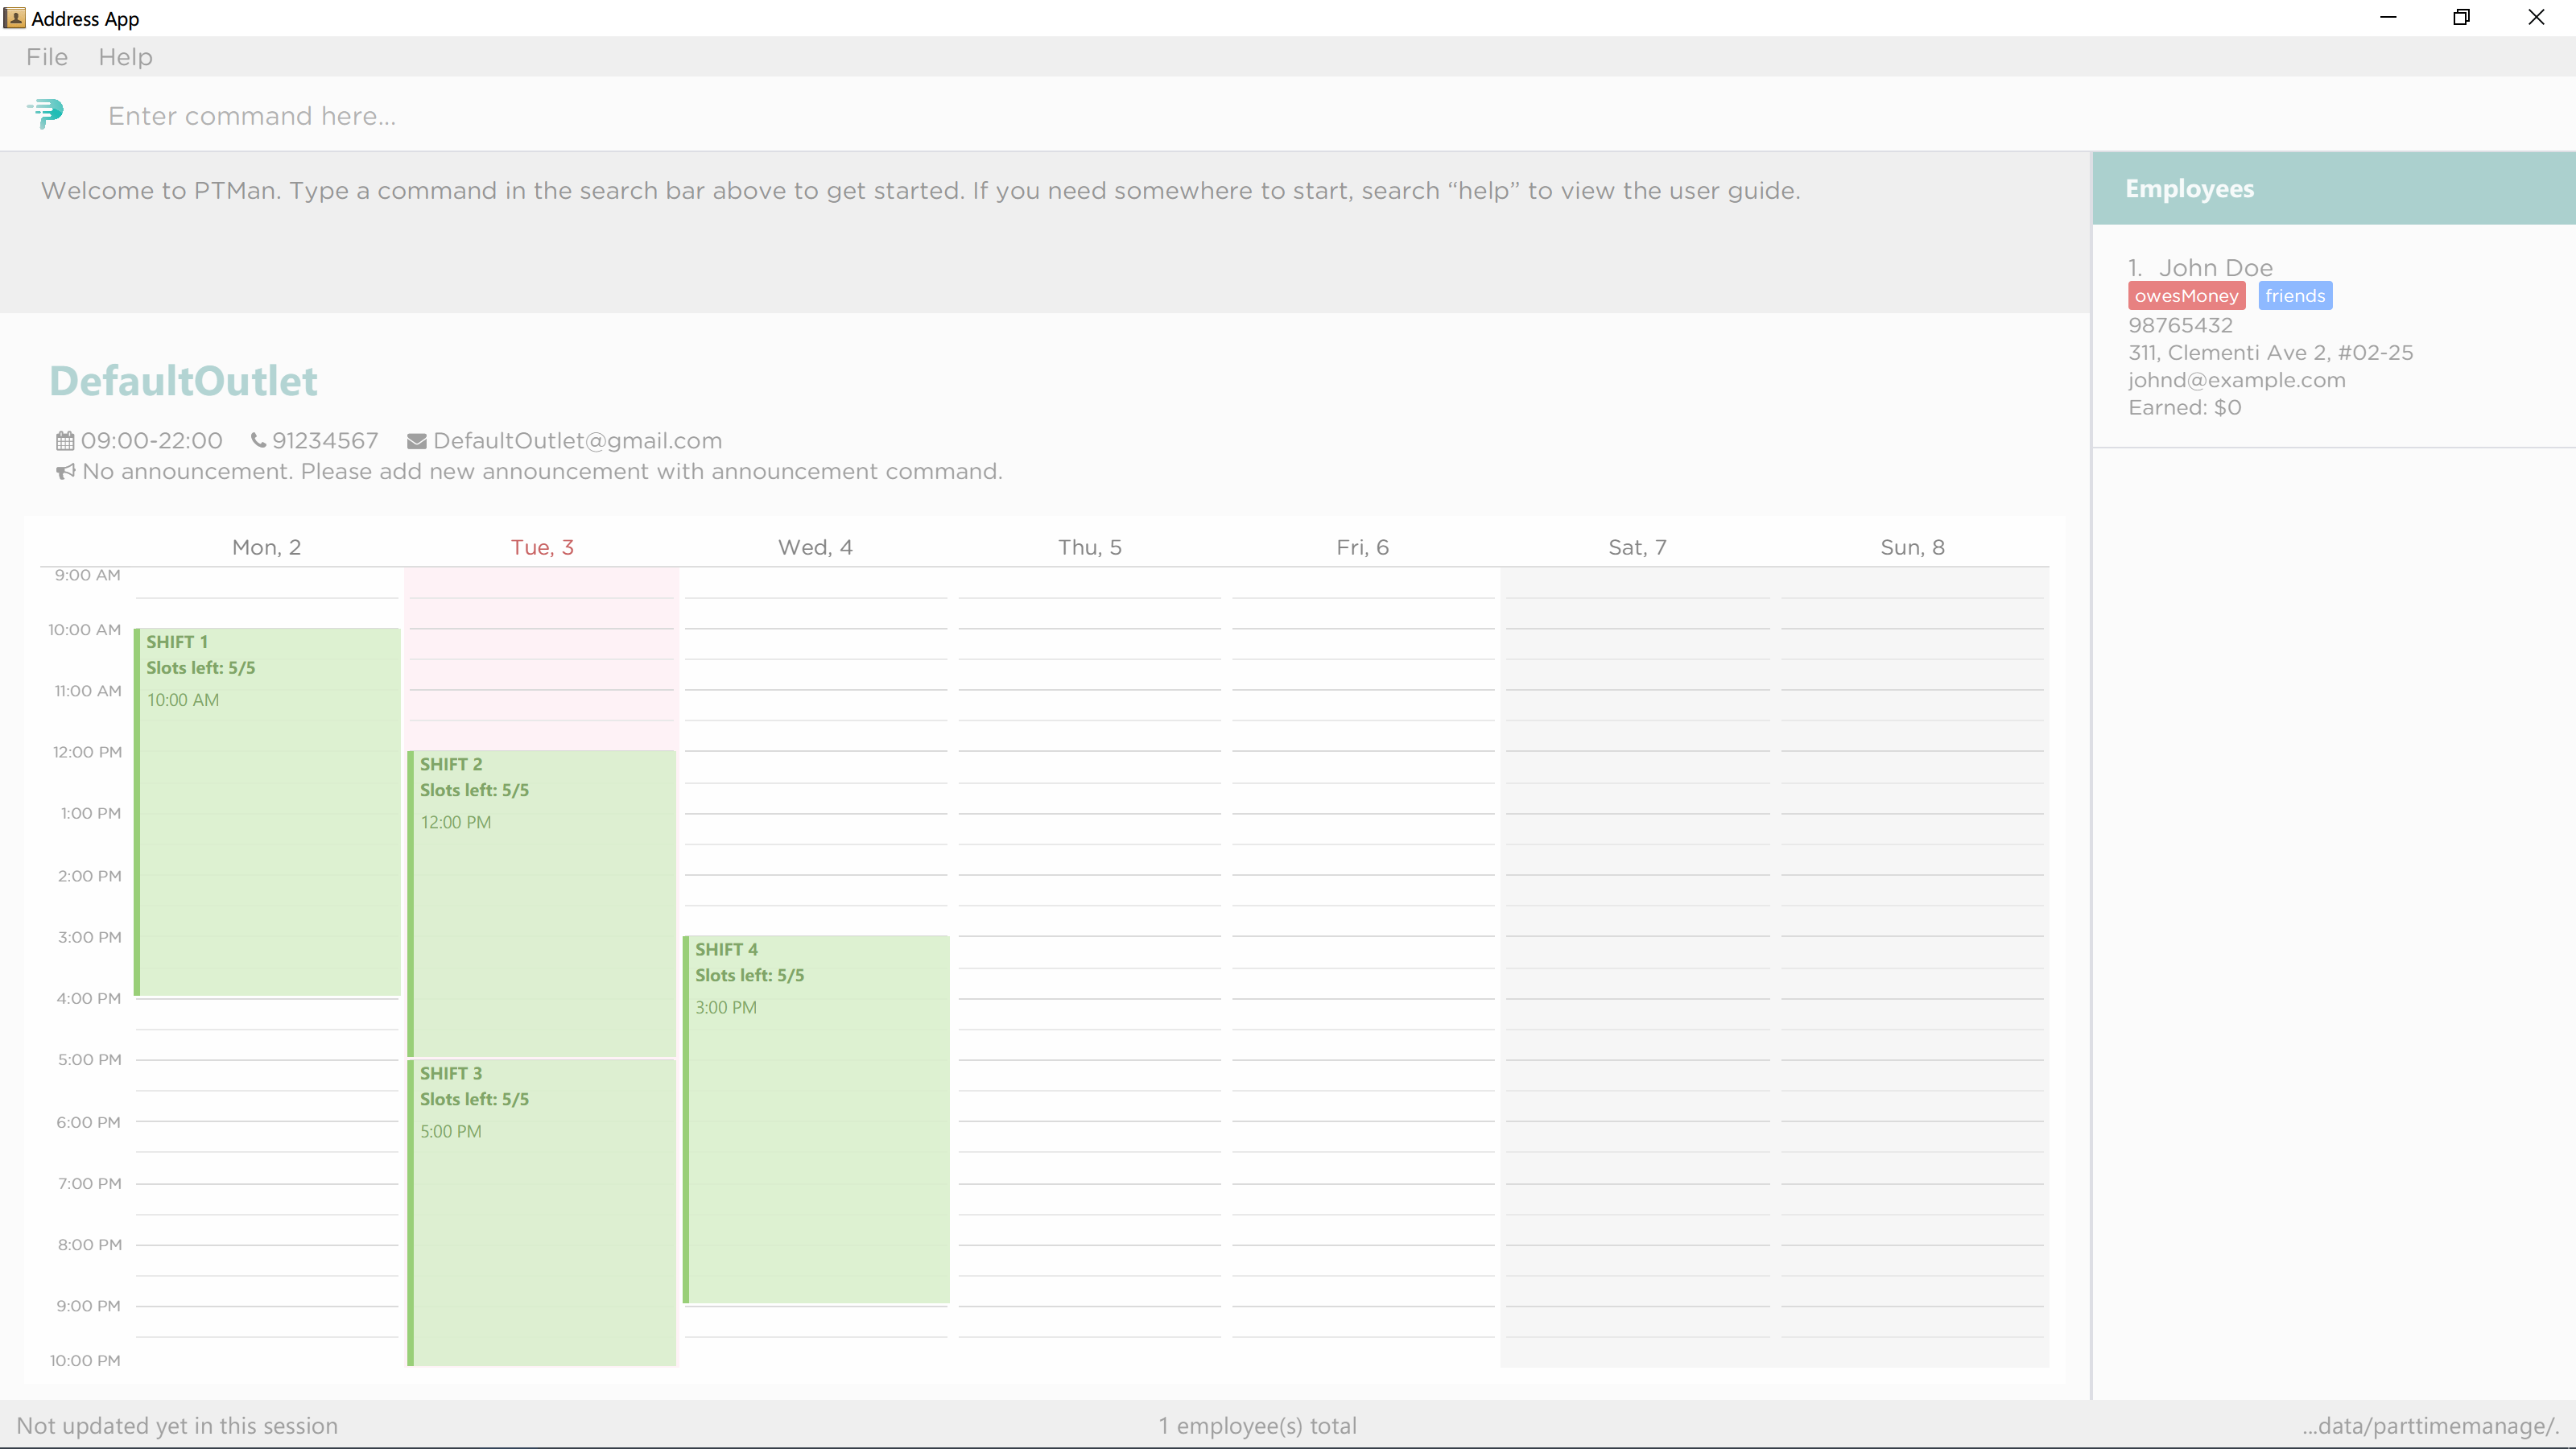 Address App
File Help
Enter command here...
Welcome to PTMan. Type a command in the search bar above to get started. If you need somewhere to start, search “help” to view the user guide.
DefaultOutlet
09:00-22:00 91234567 DefaultOutlet@gmail.com
No announcement. Please add new announcement with announcement command.
Mon, 2 Tue, 3 Wed, 4 Thu, 5 Fri, 6 Sat, 7 Sun, 8
9:00 AM
10:00 AM
11:00 AM
12:00 PM
1:00 PM
2:00 PM
3:00 PM
4:00 PM
5:00 PM
6:00 PM
7:00 PM
8:00 PM
9:00 PM
10:00 PM
SHIFT 1
Slots left: 5/5
10:00 AM
SHIFT 2
Slots left: 5/5
12:00 PM
SHIFT 3
Slots left: 5/5
5:00 PM
SHIFT 4
Slots left: 5/5
3:00 PM
Employees
1. John Doe
owesMoney friends
98765432
311, Clementi Ave 2, #02-25
johnd@example.com
Earned: $0
Not updated yet in this session
1 employee(s) total
...data/parttimemanage/.